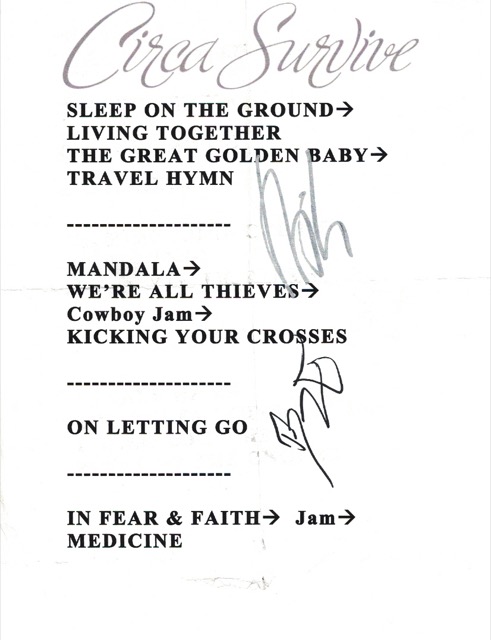 Circa Survive
SLEEP ON THE GROUND→
LIVING TOGETHER
THE GREAT GOLDEN BABY→
TRAVEL HYMN
--------------------
MANDALA→
WE'RE ALL THIEVES→
Cowboy Jam→
KICKING YOUR CROSSES
--------------------
ON LETTING GO
--------------------
IN FEAR & FAITH→ Jam→
MEDICINE